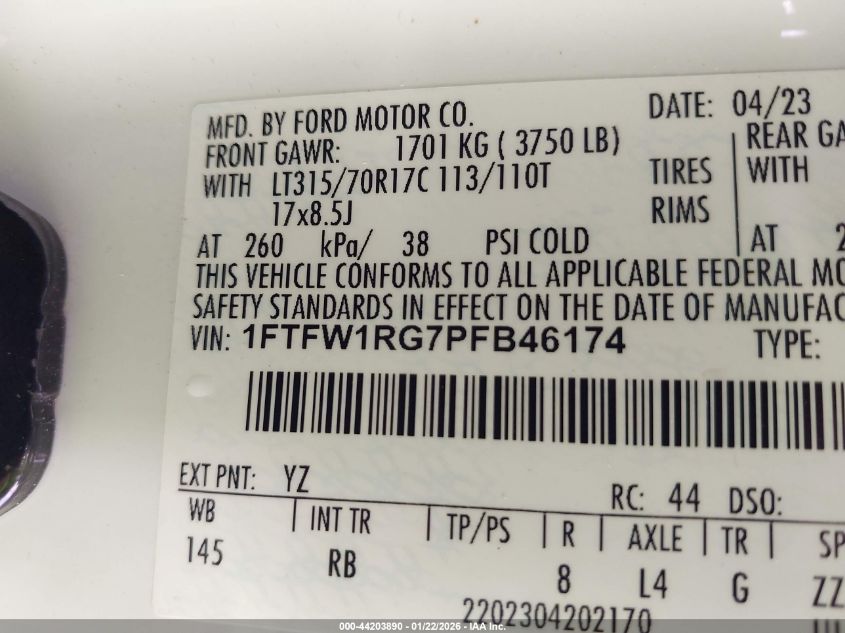 MFD. BY FORD MOTOR CO. DATE: 04/23
FRONT GAWR: 1701 KG ( 3750 LB) REAR
WITH LT315/70R17C 113/110T TIRES WITH
17x8.5J RIMS
AT 260 kPa/ 38 PSI COLD AT 2
THIS VEHICLE CONFORMS TO ALL APPLICABLE FEDERAL MO
SAFETY STANDARDS IN EFFECT ON THE DATE OF MANUFAC
VIN: 1FTFW1RG7PFB46174 TYPE:
EXT PNT: YZ RC: 44 DSO:
WB INT TR TP/PS R AXLE TR SP
145 RB 8 L4 G ZZ
2202304202170
000-44203890 - 01/22/2026 - IAA Inc.